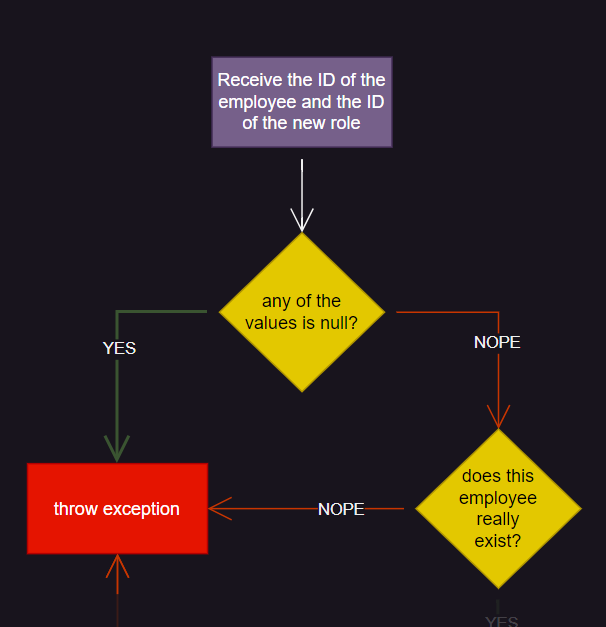 Receive the ID of the
employee and the ID
of the new role
any of the
values is null?
YES
NOPE
does this
employee
really
exist?
throw exception
NOPE
YES